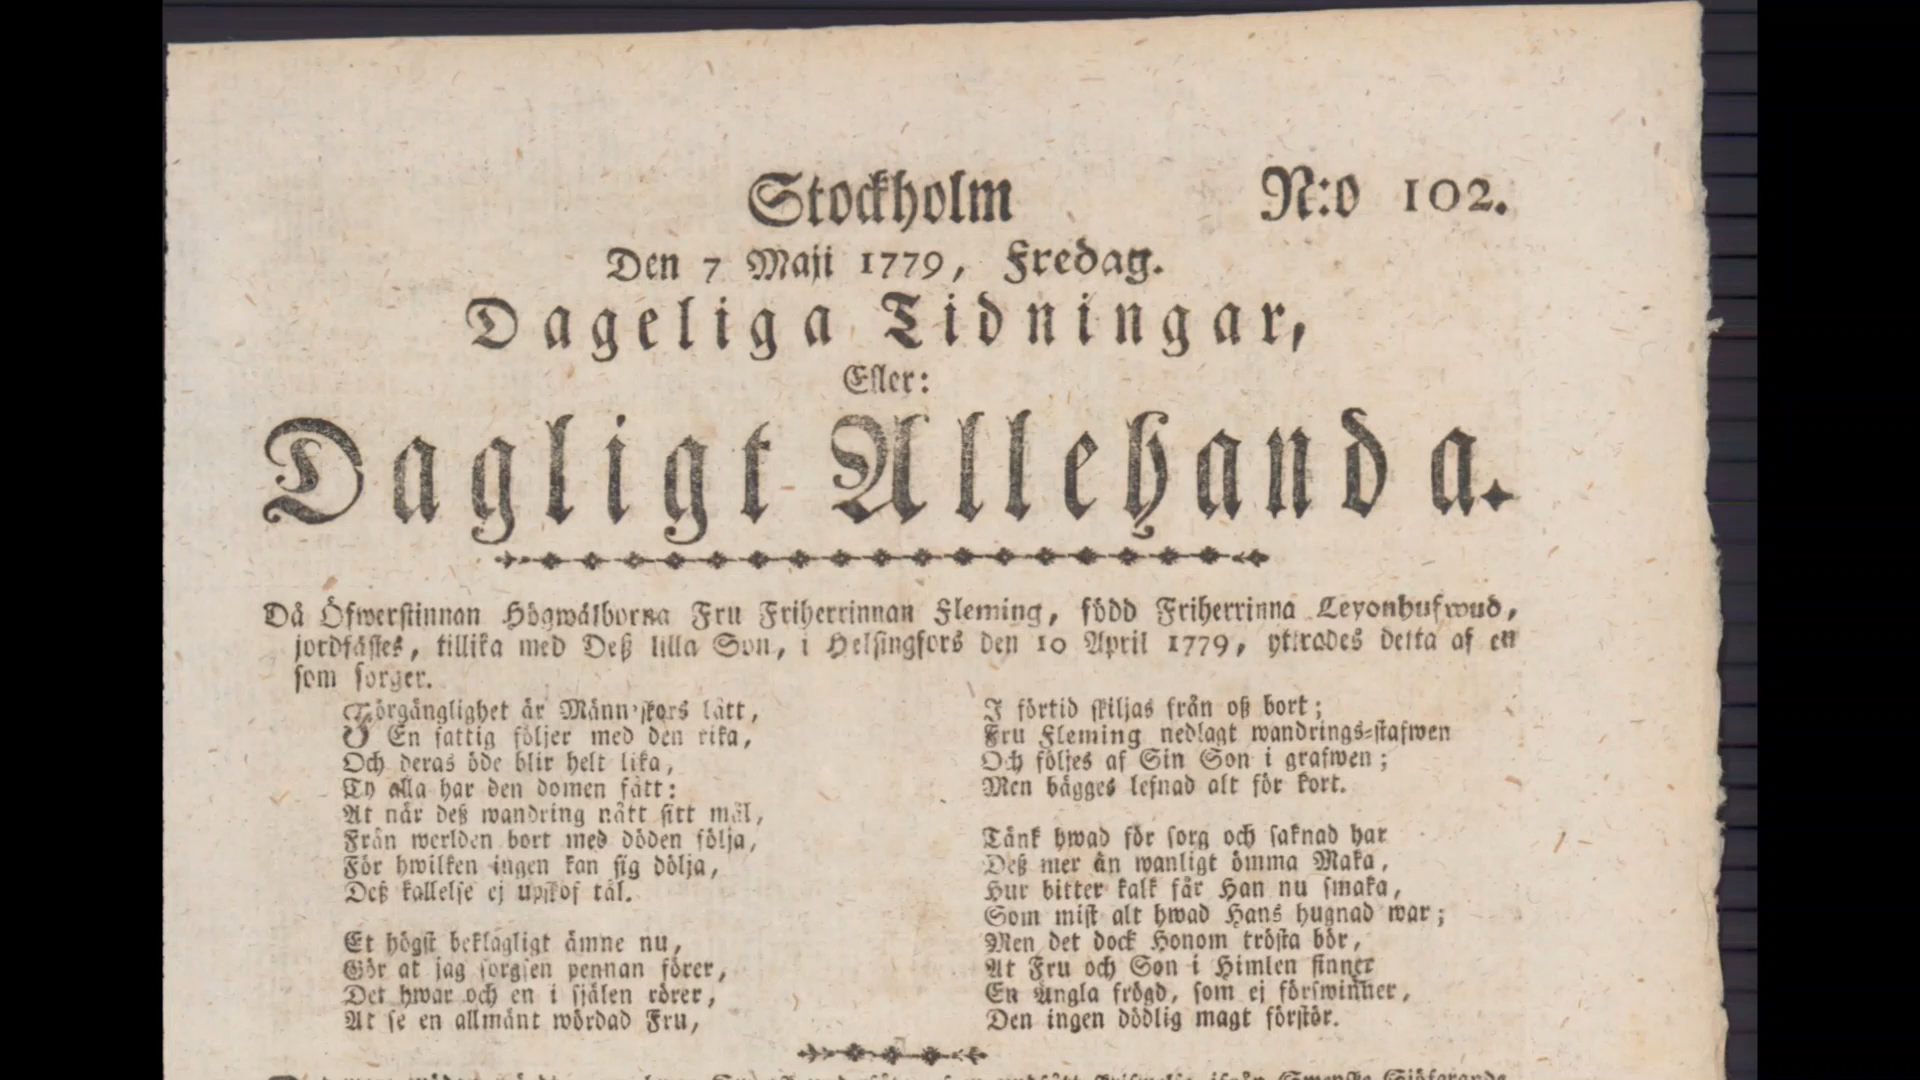 Stockholm N:o 102.
Den 7 Maji 1779, Fredag.
Dageliga Tidningar,
Eller:
Dagligt Allehanda.
Då Öfwerstinnan Högwälborna Fru Friherrinnan Fleming, född Friherrinna Leyonhufwud,
jordfästes, tillika med Deß lilla Son, i Helsingfors den 10 April 1779, yttrades detta af en
som sorger.
Förgänglighet är Männ'skors lått,
En fattig följer med den rika,
Och deras öde blir helt lika,
Ty alla har den domen fått:
At när deß wandring nått sitt mål,
Från werlden bort med döden följa,
För hwilken ingen kan sig dölja,
Deß kallelse ej upskof tål.
Et högst beklagligt ämne nu,
Gör at jag sorgsen pennan förer,
Det hwar och en i själen rörer,
At se en allmänt wördad Fru,
I förtid skiljas från oß bort;
Fru Fleming nedlagt wandrings-stafwen
Och följes af Sin Son i grafwen;
Men bägges lefnad alt för kort.
Tänk hwad för sorg och saknad har
Deß mer än wanligt ömma Maka,
Hur bitter kalk får Han nu smaka,
Som mist alt hwad Hans hugnad war;
Men det dock Honom trösta bör,
At Fru och Son i Himlen finner
En Ängla frögd, som ej förswinner,
Den ingen dödlig magt förstör.